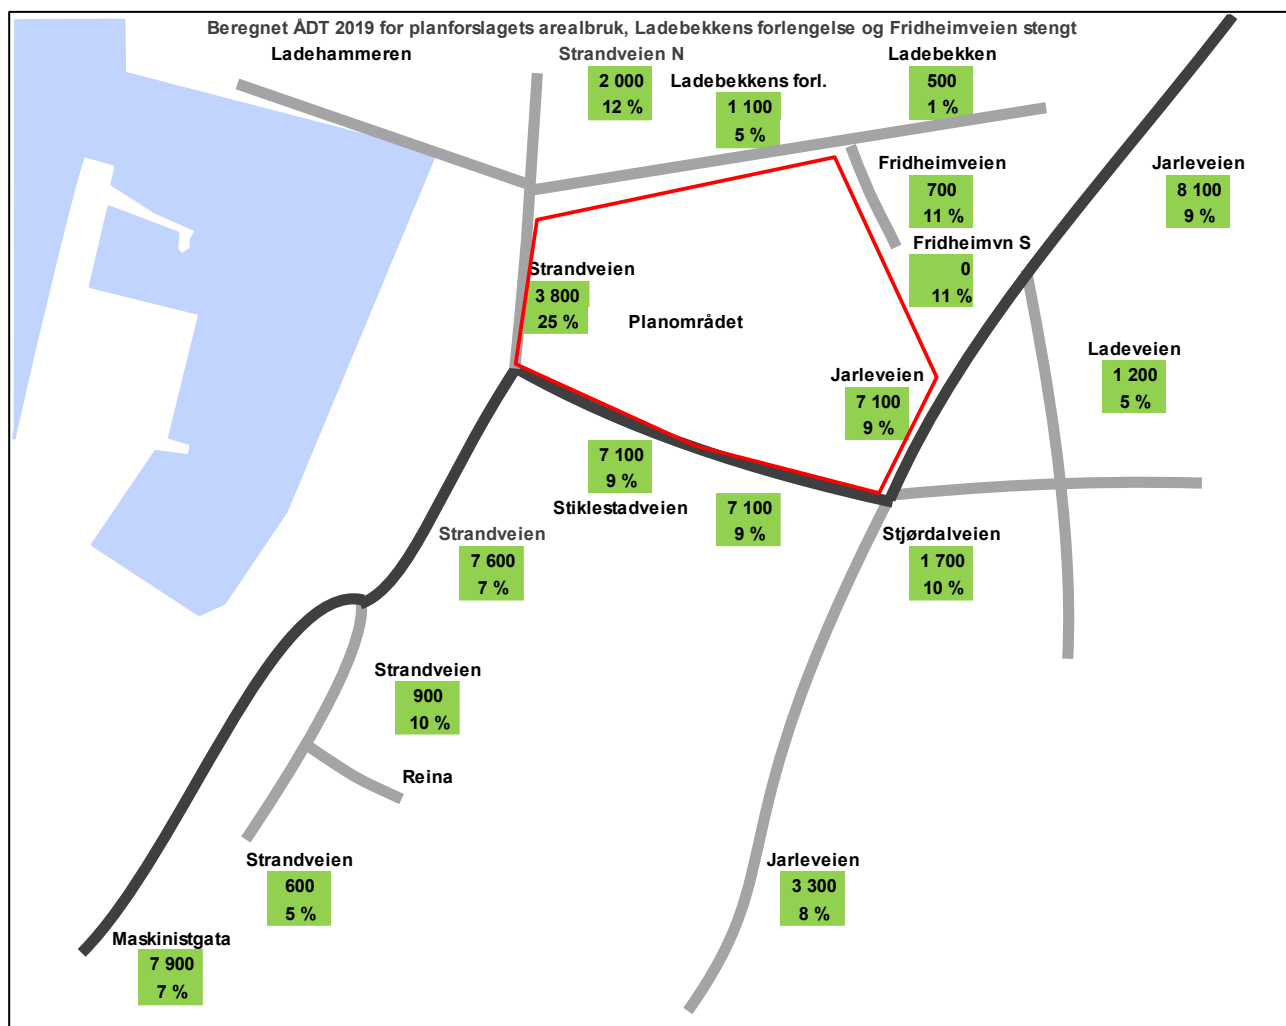 Beregnet ÅDT 2019 for planforslagets arealbruk, Ladebekkens forlengelse og Fridheimveien stengt
Ladehammeren
Strandveien N
2 000
12 %
Ladebekkens forl.
1 100
5 %
Ladebekken
500
1 %
Fridheimveien
700
11 %
Jarleveien
8 100
9 %
Fridheimvn S
0
11 %
Strandveien
3 800
25 %
Planområdet
Ladeveien
1 200
5 %
Jarleveien
7 100
9 %
7 100
9 %
Stiklestadveien
7 100
9 %
Strandveien
7 600
7 %
Stjørdalveien
1 700
10 %
Strandveien
900
10 %
Reina
Strandveien
600
5 %
Jarleveien
3 300
8 %
Maskinistgata
7 900
7 %